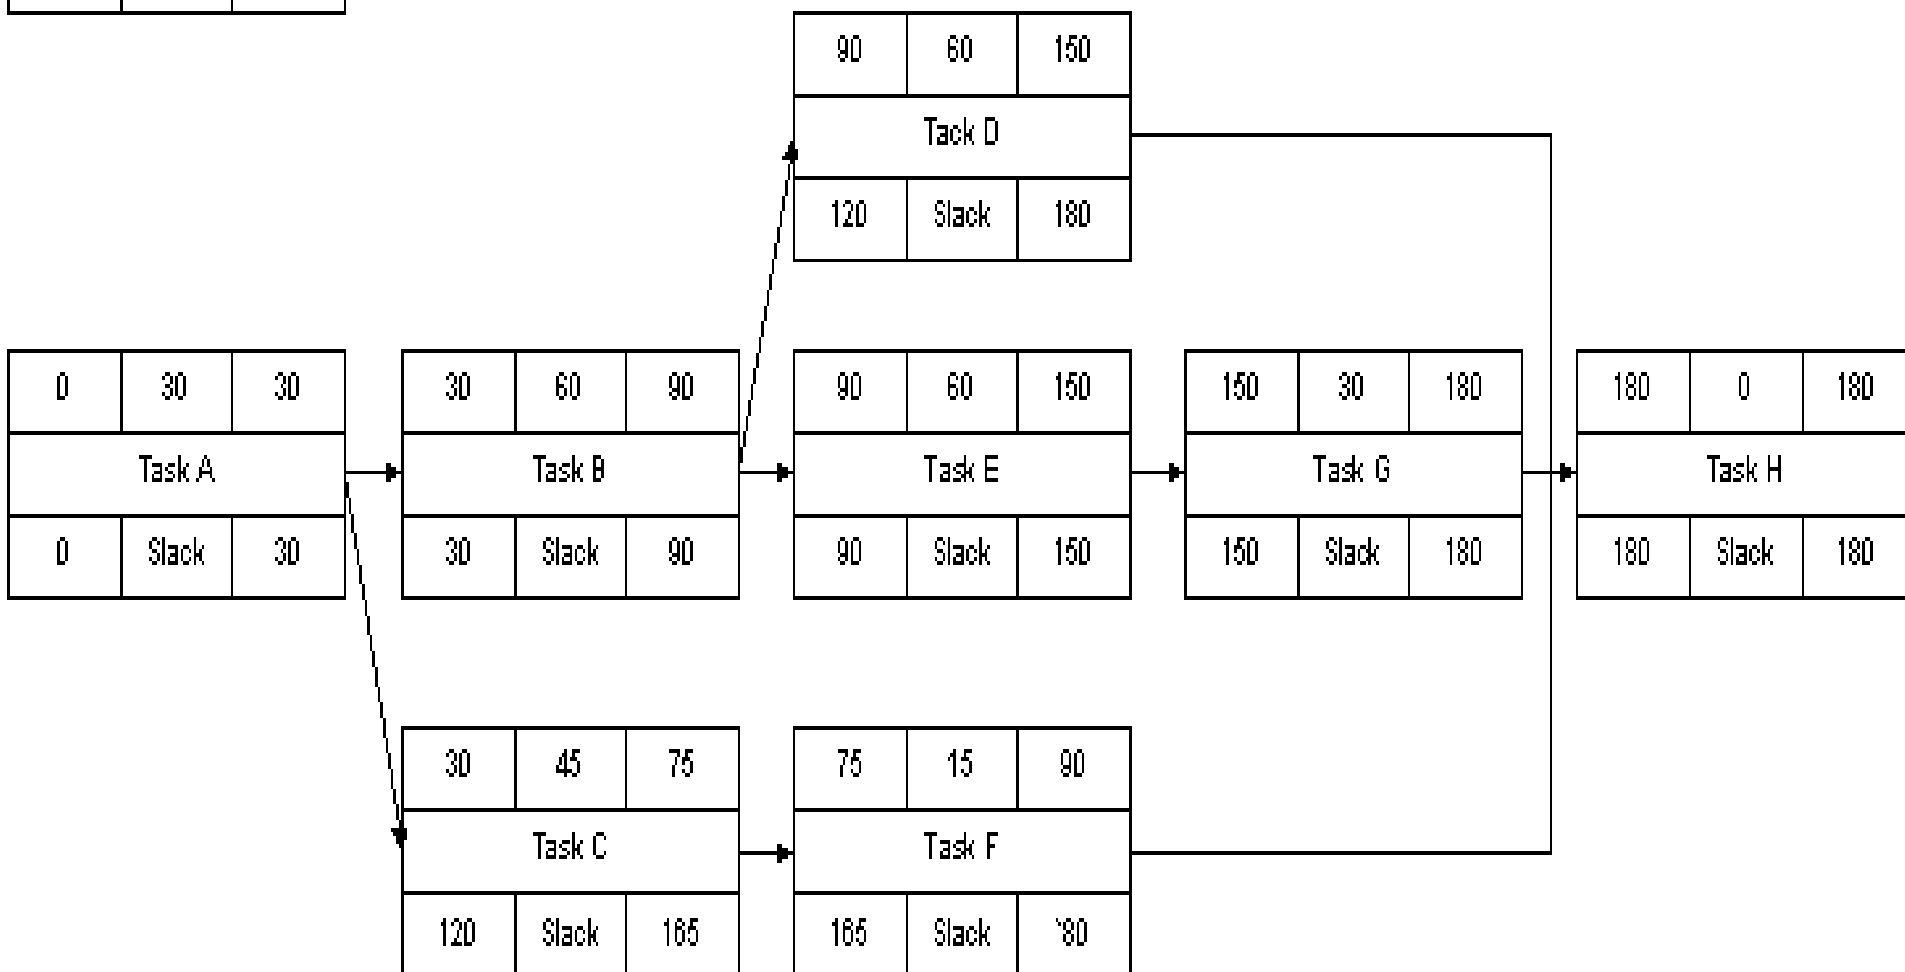 90 60 150
Tack D
120 Slack 180
0 30 30
Task A
0 Slack 30
30 60 90
Task B
30 Slack 90
90 60 150
Task E
90 Slack 150
150 30 180
Task G
150 Slack 180
180 0 180
Task H
180 Slack 180
30 45 75
Task C
120 Slack 165
75 15 90
Task F
165 Slack 180